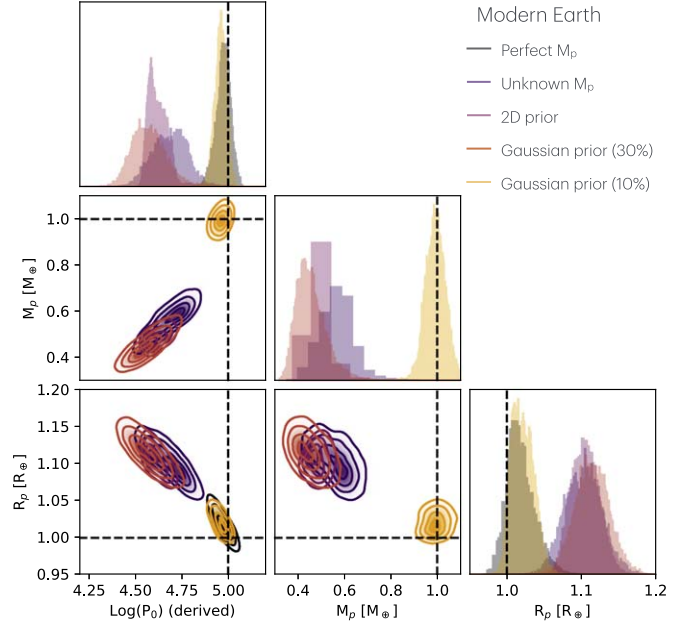 Modern Earth
Perfect Mₚ
Unknown Mₚ
2D prior
Gaussian prior (30%)
Gaussian prior (10%)
1.0
0.8
0.6
0.4
Mₚ [M⊕]
1.20
1.15
1.10
1.05
1.00
0.95
Rₚ [R⊕]
4.25 4.50 4.75 5.00
Log(P₀) (derived)
0.4 0.6 0.8 1.0
Mₚ [M⊕]
1.0 1.1 1.2
Rₚ [R⊕]